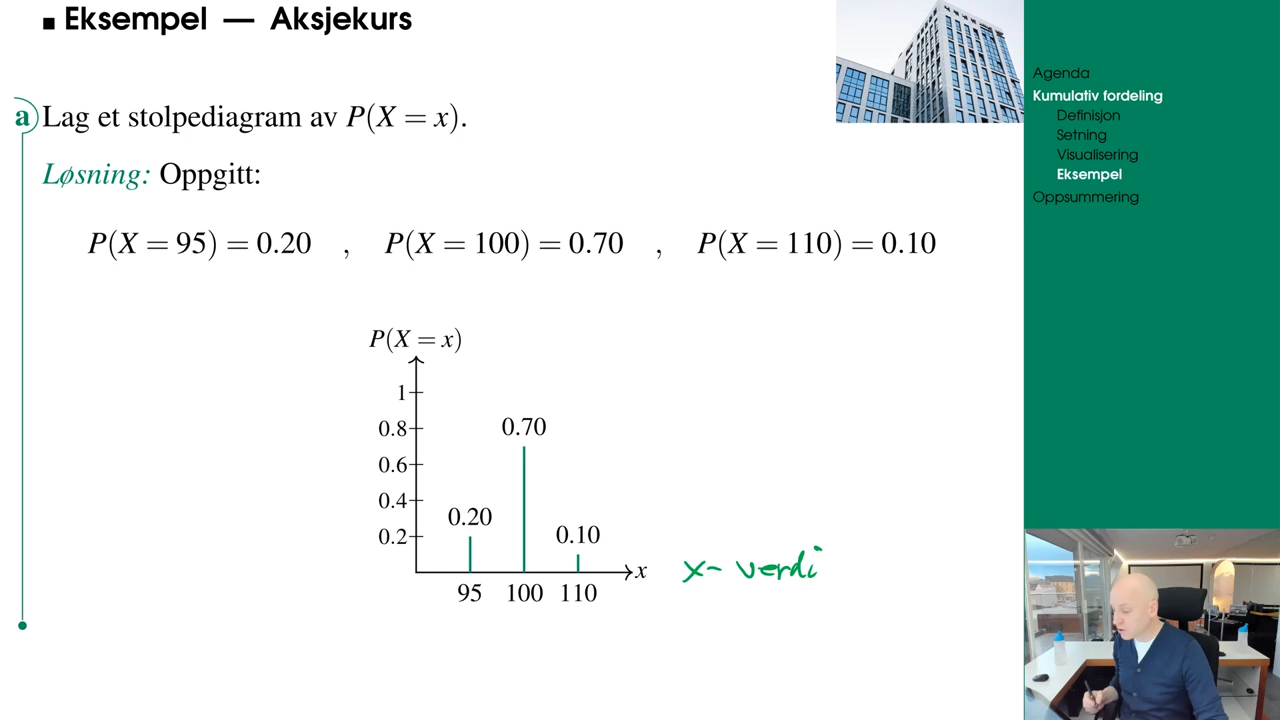 Eksempel — Aksjekurs
a Lag et stolpediagram av P(X = x).
Løsning: Oppgitt:
P(X = 95) = 0.20 , P(X = 100) = 0.70 , P(X = 110) = 0.10
P(X = x)
1
0.8
0.6
0.4
0.2
0.20
0.70
0.10
x
95 100 110
x- verdi
Agenda
Kumulativ fordeling
Definisjon
Setning
Visualisering
Eksempel
Oppsummering